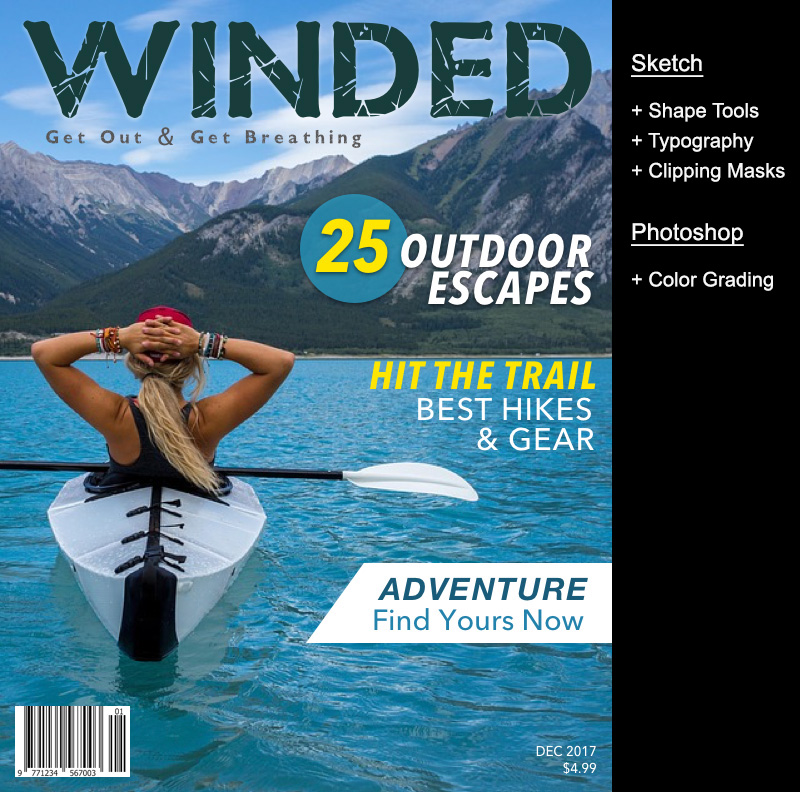 WINDED
Get Out & Get Breathing
25 OUTDOOR
ESCAPES
HIT THE TRAIL
BEST HIKES
& GEAR
ADVENTURE
Find Yours Now
01
9 771234 567003
DEC 2017
$4.99
Sketch
+ Shape Tools
+ Typography
+ Clipping Masks
Photoshop
+ Color Grading